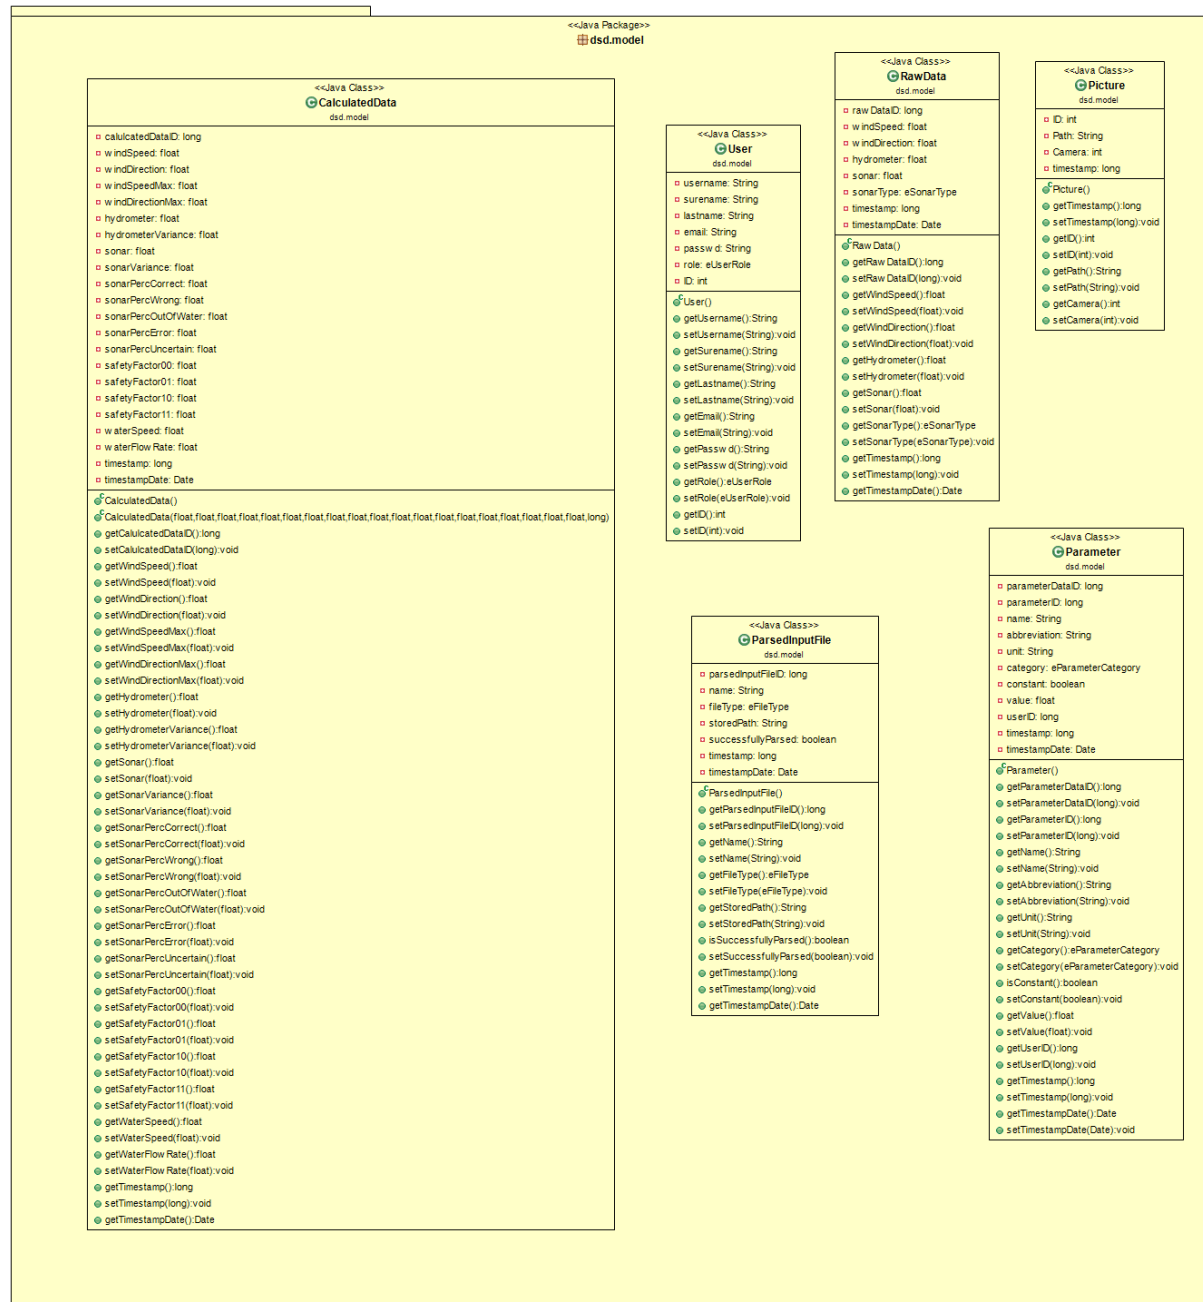 <<Java Package>>
dsd.model
<<Java Class>>
CalculatedData
dsd.model
calulcatedDataID: long
windSpeed: float
windDirection: float
windSpeedMax: float
windDirectionMax: float
hydrometer: float
hydrometerVariance: float
sonar: float
sonarVariance: float
sonarPercCorrect: float
sonarPercWrong: float
sonarPercOutOfWater: float
sonarPercError: float
sonarPercUncertain: float
safetyFactor00: float
safetyFactor01: float
safetyFactor10: float
safetyFactor11: float
waterSpeed: float
waterFlowRate: float
timestamp: long
timestampDate: Date
CalculatedData()
CalculatedData(float,float,float,float,float,float,float,float,float,float,float,float,float,float,float,float,float,float,float,float,float,long)
getCalulcatedDataID():long
setCalulcatedDataID(long):void
getWindSpeed():float
setWindSpeed(float):void
getWindDirection():float
setWindDirection(float):void
getWindSpeedMax():float
setWindSpeedMax(float):void
getWindDirectionMax():float
setWindDirectionMax(float):void
getHydrometer():float
setHydrometer(float):void
getHydrometerVariance():float
setHydrometerVariance(float):void
getSonar():float
setSonar(float):void
getSonarVariance():float
setSonarVariance(float):void
getSonarPercCorrect():float
setSonarPercCorrect(float):void
getSonarPercWrong():float
setSonarPercWrong(float):void
getSonarPercOutOfWater():float
setSonarPercOutOfWater(float):void
getSonarPercError():float
setSonarPercError(float):void
getSonarPercUncertain():float
setSonarPercUncertain(float):void
getSafetyFactor00():float
setSafetyFactor00(float):void
getSafetyFactor01():float
setSafetyFactor01(float):void
getSafetyFactor10():float
setSafetyFactor10(float):void
getSafetyFactor11():float
setSafetyFactor11(float):void
getWaterSpeed():float
setWaterSpeed(float):void
getWaterFlowRate():float
setWaterFlowRate(float):void
getTimestamp():long
setTimestamp(long):void
getTimestampDate():Date
<<Java Class>>
User
dsd.model
username: String
surename: String
lastname: String
email: String
password: String
role: eUserRole
ID: int
User()
getUsername():String
setUsername(String):void
getSurename():String
setSurename(String):void
getLastname():String
setLastname(String):void
getEmail():String
setEmail(String):void
getPassword():String
setPassword(String):void
getRole():eUserRole
setRole(eUserRole):void
getID():int
setID(int):void
<<Java Class>>
RawData
dsd.model
rawDataID: long
windSpeed: float
windDirection: float
hydrometer: float
sonar: float
sonarType: eSonarType
timestamp: long
timestampDate: Date
RawData()
getRawDataID():long
setRawDataID(long):void
getWindSpeed():float
setWindSpeed(float):void
getWindDirection():float
setWindDirection(float):void
getHydrometer():float
setHydrometer(float):void
getSonar():float
setSonar(float):void
getSonarType():eSonarType
setSonarType(eSonarType):void
getTimestamp():long
setTimestamp(long):void
getTimestampDate():Date
<<Java Class>>
Picture
dsd.model
ID: int
Path: String
Camera: int
timestamp: long
Picture()
getTimestamp():long
setTimestamp(long):void
getID():int
setID(int):void
getPath():String
setPath(String):void
getCamera():int
setCamera(int):void
<<Java Class>>
ParsedInputFile
dsd.model
parsedInputFileID: long
name: String
fileType: eFileType
storedPath: String
successfullyParsed: boolean
timestamp: long
timestampDate: Date
ParsedInputFile()
getParsedInputFileID():long
setParsedInputFileID(long):void
getName():String
setName(String):void
getFileType():eFileType
setFileType(eFileType):void
getStoredPath():String
setStoredPath(String):void
isSuccessfullyParsed():boolean
setSuccessfullyParsed(boolean):void
getTimestamp():long
setTimestamp(long):void
getTimestampDate():Date
<<Java Class>>
Parameter
dsd.model
parameterDataID: long
parameterID: long
name: String
abbreviation: String
unit: String
category: eParameterCategory
constant: boolean
value: float
userID: long
timestamp: long
timestampDate: Date
Parameter()
getParameterDataID():long
setParameterDataID(long):void
getParameterID():long
setParameterID(long):void
getName():String
setName(String):void
getAbbreviation():String
setAbbreviation(String):void
getUnit():String
setUnit(String):void
getCategory():eParameterCategory
setCategory(eParameterCategory):void
isConstant():boolean
setConstant(boolean):void
getValue():float
setValue(float):void
getUserID():long
setUserID(long):void
getTimestamp():long
setTimestamp(long):void
getTimestampDate():Date
setTimestampDate(Date):void